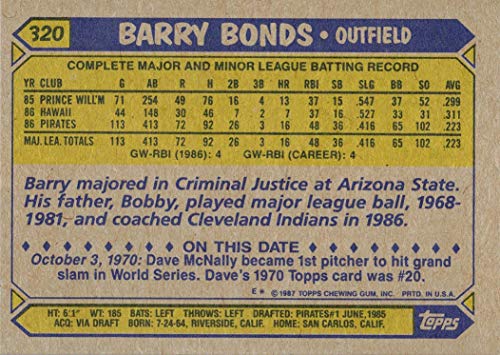 320 BARRY BONDS • OUTFIELD
COMPLETE MAJOR AND MINOR LEAGUE BATTING RECORD
YR CLUB G AB R H 2B 3B HR RBI SB SLG BB SO AVG
85 PRINCE WILL'M 71 254 49 76 16 4 13 37 15 .547 37 52 .299
86 HAWAII 44 148 30 46 7 2 7 37 16 .527 33 31 .311
86 PIRATES 113 413 72 92 26 3 16 48 36 .416 65 102 .223
MAJ. LEA. TOTALS 113 413 72 92 26 3 16 48 36 .416 65 102 .223
GW-RBI (1986): 4 GW-RBI (CAREER): 4
Barry majored in Criminal Justice at Arizona State.
His father, Bobby, played major league ball, 1968-
1981, and coached Cleveland Indians in 1986.
ON THIS DATE
October 3, 1970: Dave McNally became 1st pitcher to hit grand
slam in World Series. Dave's 1970 Topps card was #20.
E* © 1987 TOPPS CHEWING GUM, INC. PRTD. IN U.S.A.
HT: 6'1" WT: 185 BATS: LEFT THROWS: LEFT DRAFTED: PIRATES #1 JUNE, 1985
ACQ: VIA DRAFT BORN: 7-24-64, RIVERSIDE, CALIF. HOME: SAN CARLOS, CALIF.
TOPPS